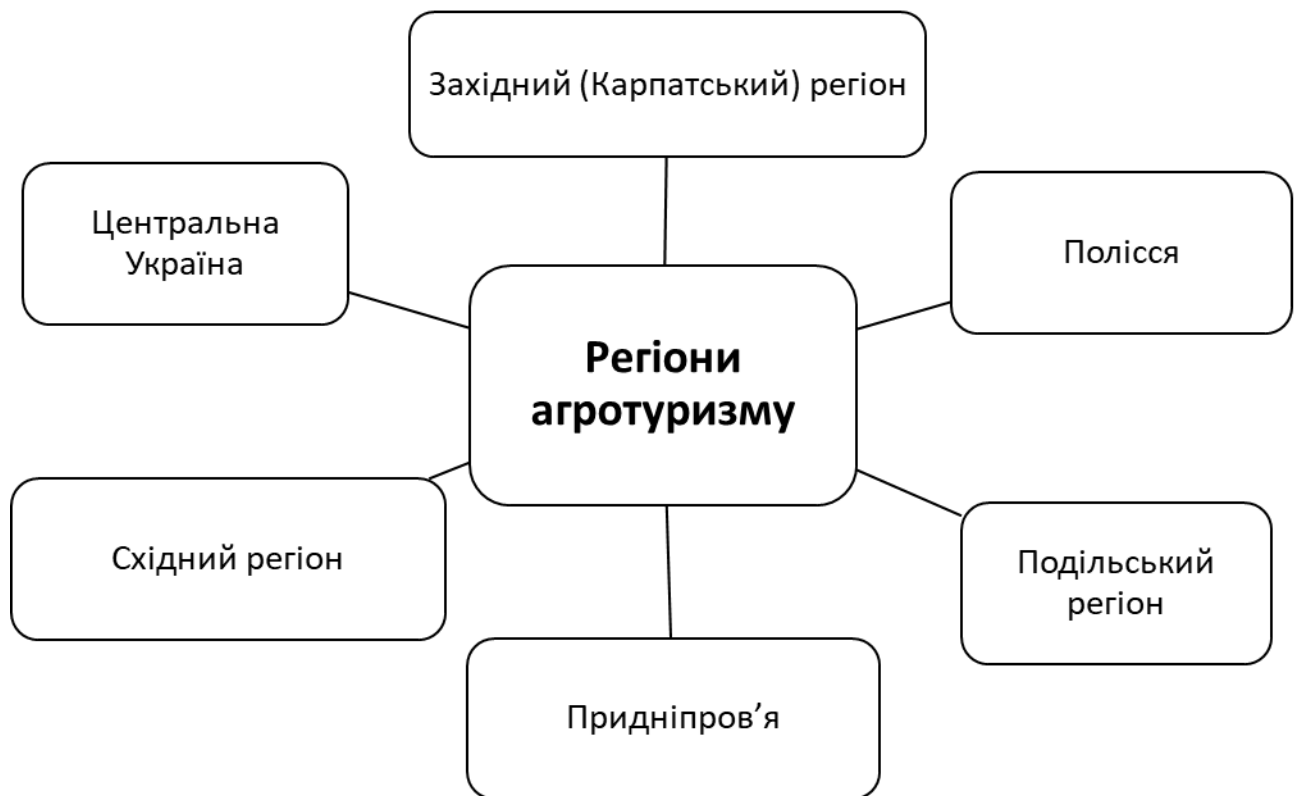 Західний (Карпатський) регіон
Центральна
Україна
Полісся
Регіони
агротуризму
Східний регіон
Подільський
регіон
Придніпров’я